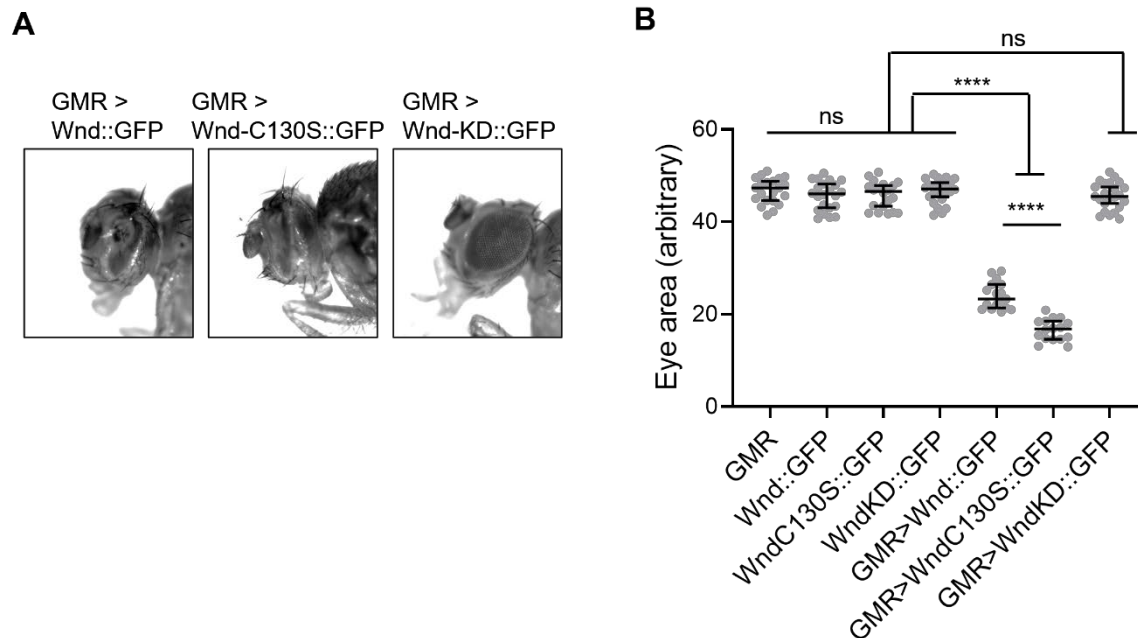 A
GMR >
Wnd::GFP
GMR >
Wnd-C130S::GFP
GMR >
Wnd-KD::GFP
B
ns
****
ns
****
Eye area (arbitrary)
60
40
20
0
GMR
Wnd::GFP
WndC130S::GFP
WndKD::GFP
GMR>Wnd::GFP
GMR>WndC130S::GFP
GMR>WndKD::GFP